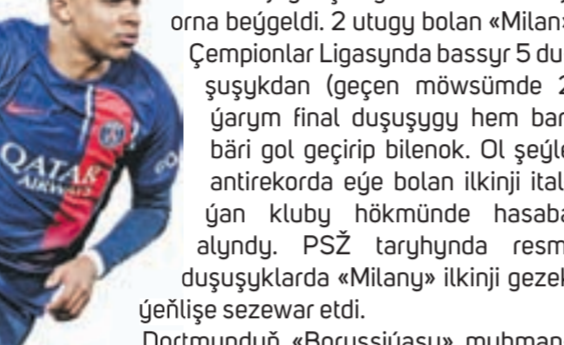 orna beýgeldi. 2 utugy bolan «Milan»
Çempionlar Ligasynda bassyr 5 du-
şuşykdan (geçen möwsümde 2
ýarym final duşuşygy hem bar
bäri gol geçirip bilenok. Ol şeýle
antirekorda eýe bolan ilkinji ital-
ýan kluby hökmünde hasaba
alyndy. PSŽ taryhynda resm
duşuşyklarda «Milany» ilkinji gezek
ýeňlişe sezewar etdi.
Dortmunduň «Borussiýasy» myhman
QATAR
AIRWAYS